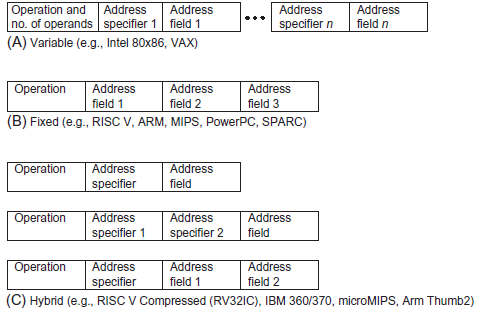 Operation and no. of operands Address specifier 1 Address field 1 ••• Address specifier n Address field n
(A) Variable (e.g., Intel 80x86, VAX)
Operation Address field 1 Address field 2 Address field 3
(B) Fixed (e.g., RISC V, ARM, MIPS, PowerPC, SPARC)
Operation Address specifier Address field
Operation Address specifier 1 Address specifier 2 Address field
Operation Address specifier Address field 1 Address field 2
(C) Hybrid (e.g., RISC V Compressed (RV32IC), IBM 360/370, microMIPS, Arm Thumb2)